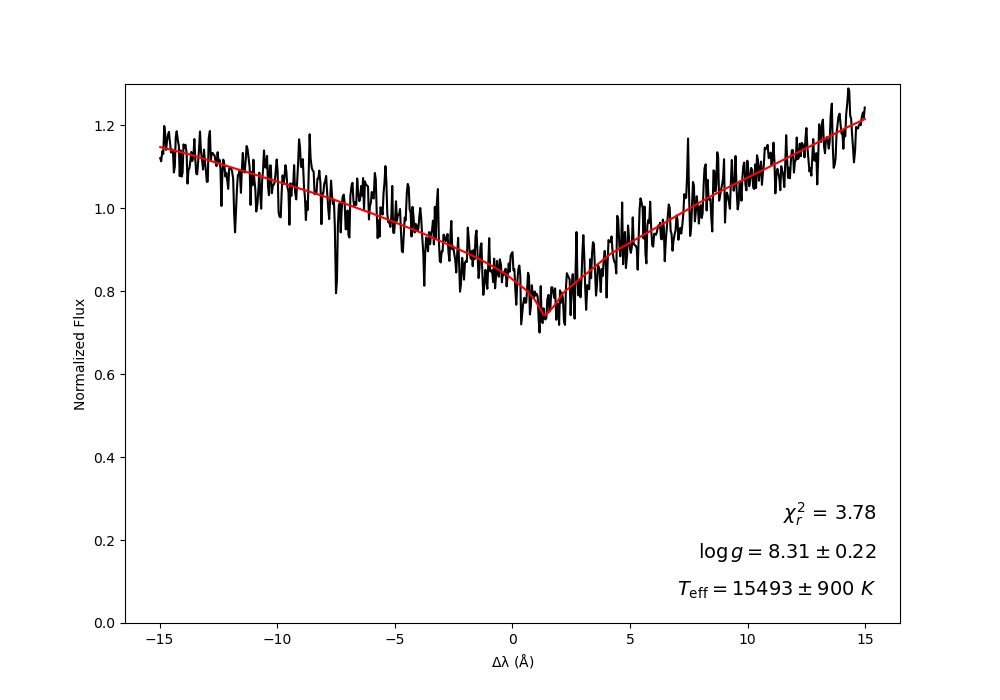 1.2
1.0
0.8
0.6
0.4
0.2
0.0
Normalized Flux
χ²ᵣ = 3.78
log g = 8.31 ± 0.22
T_eff = 15493 ± 900 K
−15 −10 −5 0 5 10 15
Δλ (Å)